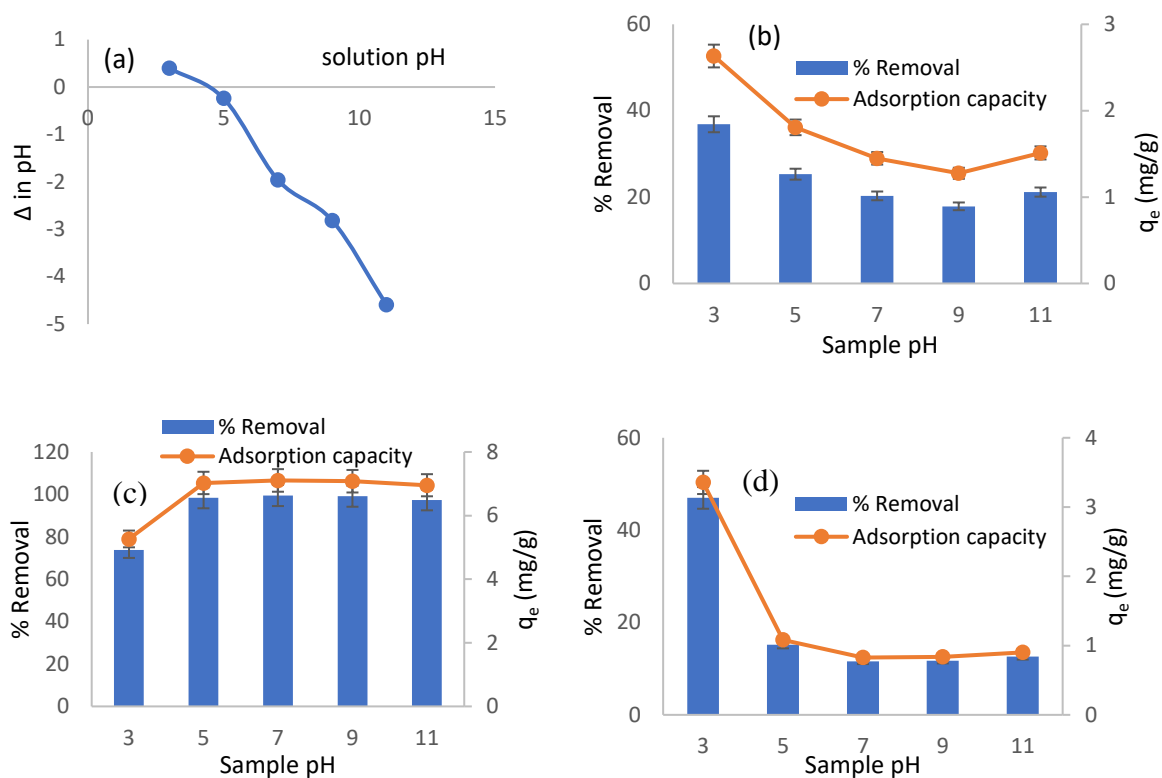 (a)
solution pH
Δ in pH
1
0
-1
-2
-3
-4
-5
0
5
10
15
(b)
% Removal
Adsorption capacity
% Removal
60
40
20
0
3
2
1
0
qe (mg/g)
3 5 7 9 11
Sample pH
(c)
% Removal
Adsorption capacity
% Removal
120
100
80
60
40
20
0
8
6
4
2
0
qe (mg/g)
3 5 7 9 11
Sample pH
(d)
% Removal
Adsorption capacity
% Removal
60
40
20
0
4
3
2
1
0
qe (mg/g)
3 5 7 9 11
Sample pH